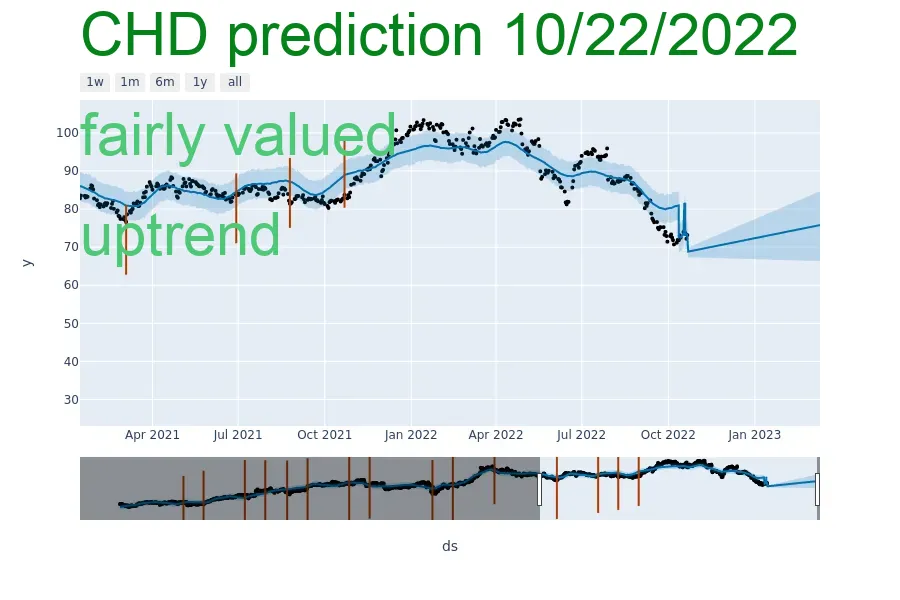 CHD prediction 10/22/2022
1w 1m 6m 1y all
fairly valued
uptrend
100
90
80
70
60
50
40
30
y
Apr 2021 Jul 2021 Oct 2021 Jan 2022 Apr 2022 Jul 2022 Oct 2022 Jan 2023
ds